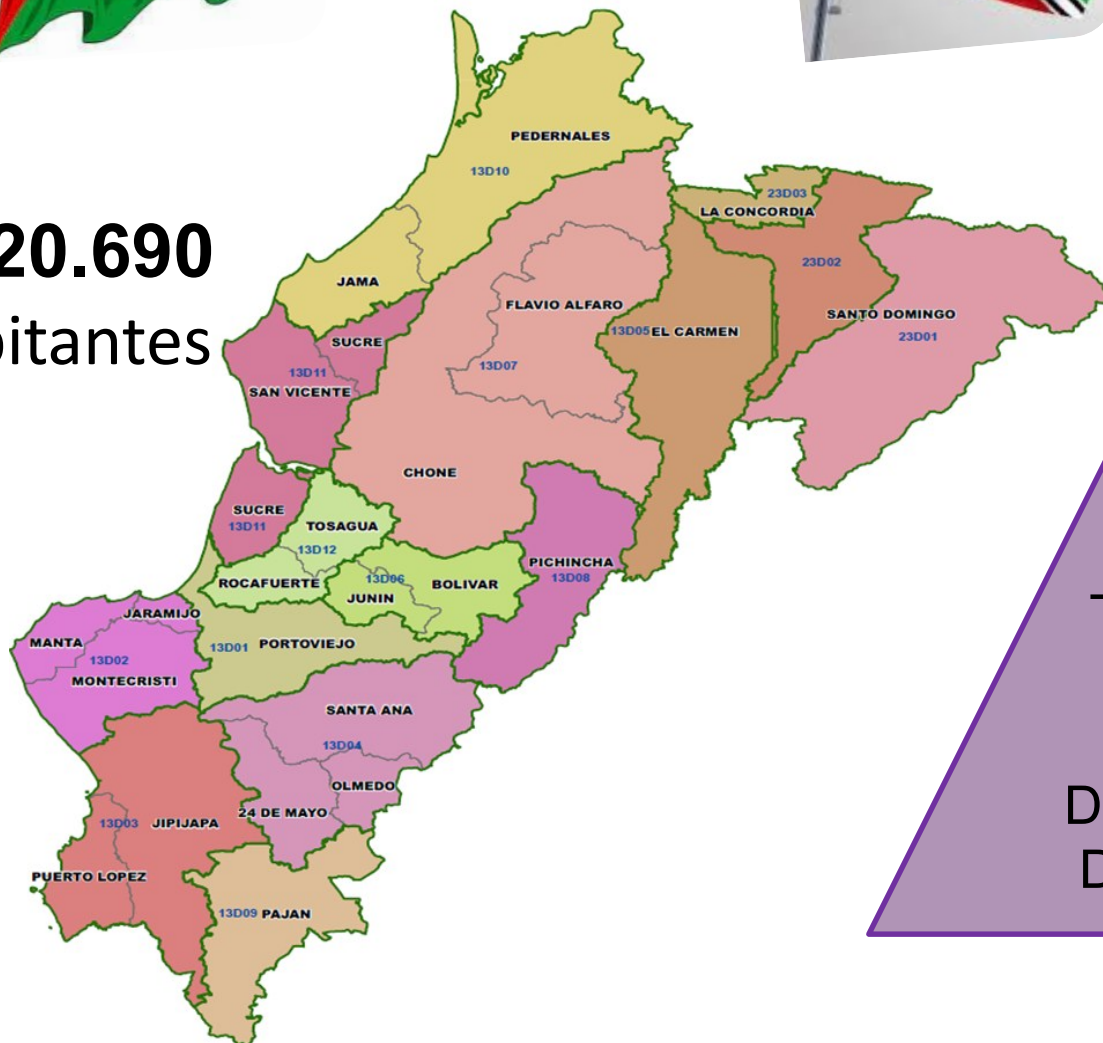 PEDERNALES
13D10
23D03
LA CONCORDIA
20.690
23D02
JAMA
FLAVIO ALFARO
SANTO DOMINGO
13D05 EL CARMEN
23D01
SUCRE
13D11
13D07
SAN VICENTE
CHONE
SUCRE
13D11
TOSAGUA
13D12
PICHINCHA
13D08
ROCAFUERTE
13D06
BOLIVAR
JUNIN
JARAMIJO
MANTA
13D01 PORTOVIEJO
13D02
MONTECRISTI
SANTA ANA
13D04
OLMEDO
24 DE MAYO
13D03 JIPIJAPA
PUERTO LOPEZ
13D09 PAJAN